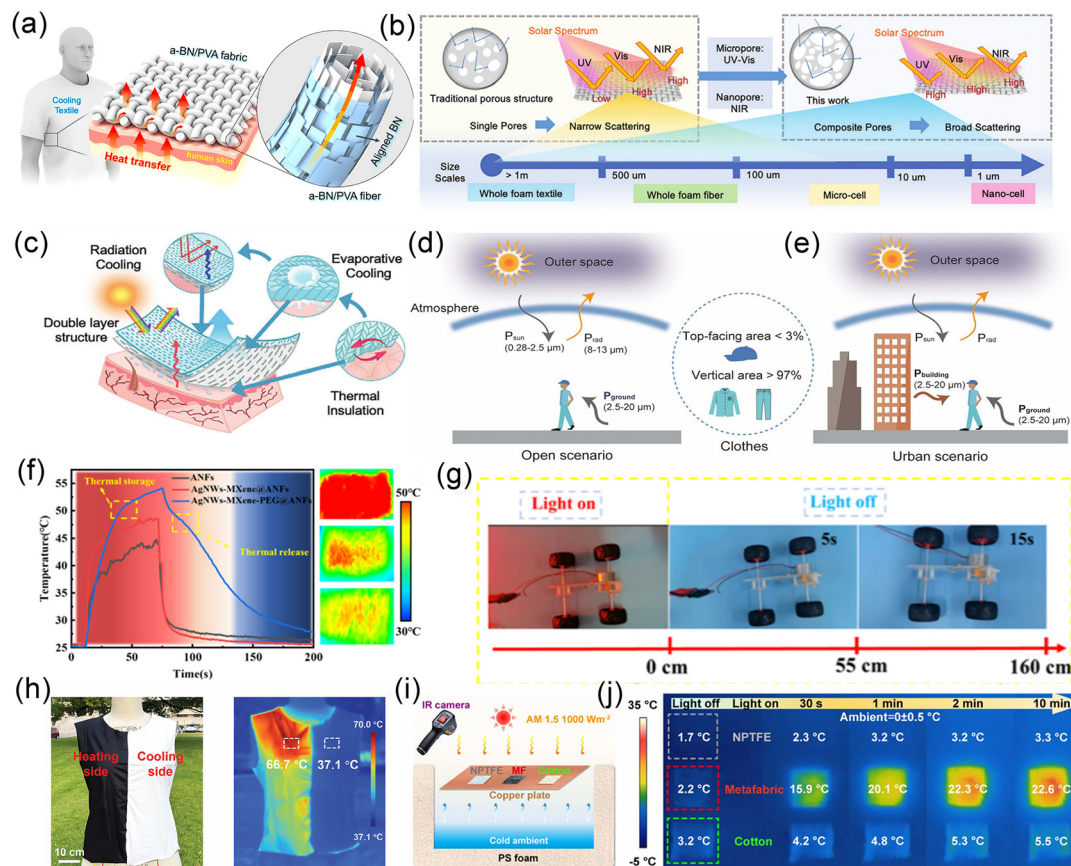 (a)
a-BN/PVA fabric
Cooling
Textile
Heat transfer
human skin
Aligned BN
a-BN/PVA fiber
(b)
Solar Spectrum
UV
Vis
NIR
Low
High
High
Traditional porous structure
Single Pores
Narrow Scattering
Micropore:
UV-Vis
Nanopore:
NIR
Solar Spectrum
UV
Vis
NIR
High
High
High
This work
Composite Pores
Broad Scattering
Size
Scales
> 1m
500 um
100 um
10 um
1 um
Whole foam textile
Whole foam fiber
Micro-cell
Nano-cell
(c)
Radiation
Cooling
Double layer
structure
Evaporative
Cooling
Thermal
Insulation
(d)
Outer space
Atmosphere
Psun
(0.28-2.5 μm)
Prad
(8-13 μm)
Pground
(2.5-20 μm)
Open scenario
Top-facing area < 3%
Vertical area > 97%
Clothes
(e)
Outer space
Psun
Prad
Pbuilding
(2.5-20 μm)
Pground
(2.5-20 μm)
Urban scenario
(f)
Temperature(°C)
55
50
45
40
35
30
25
0
50
100
150
200
Time(s)
Thermal storage
ANFs
AgNWs-MXene@ANFs
AgNWs-MXene-PEG@ANFs
Thermal release
50°C
30°C
(g)
Light on
Light off
5s
15s
0 cm
55 cm
160 cm
(h)
Heating
side
Cooling
side
10 cm
66.7 °C
37.1 °C
70.0 °C
37.1 °C
(i)
IR camera
AM 1.5 1000 Wm-2
NPTFE
MF
Cotton
Copper plate
Cold ambient
PS foam
(j)
35 °C
-5 °C
Light off
Light on
30 s
1 min
2 min
10 min
Ambient=0±0.5 °C
1.7 °C
NPTFE
2.3 °C
3.2 °C
3.2 °C
3.3 °C
2.2 °C
Metafabric
15.9 °C
20.1 °C
22.3 °C
22.6 °C
3.2 °C
Cotton
4.2 °C
4.8 °C
5.3 °C
5.5 °C